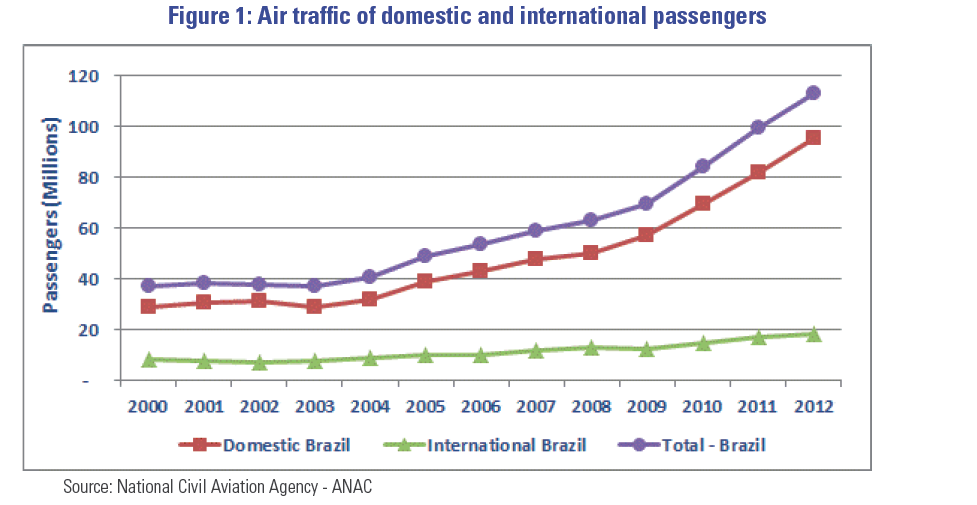 Figure 1: Air traffic of domestic and international passengers
Passengers (Millions)
120
100
80
60
40
20
-
2000 2001 2002 2003 2004 2005 2006 2007 2008 2009 2010 2011 2012
Domestic Brazil International Brazil Total - Brazil
Source: National Civil Aviation Agency - ANAC